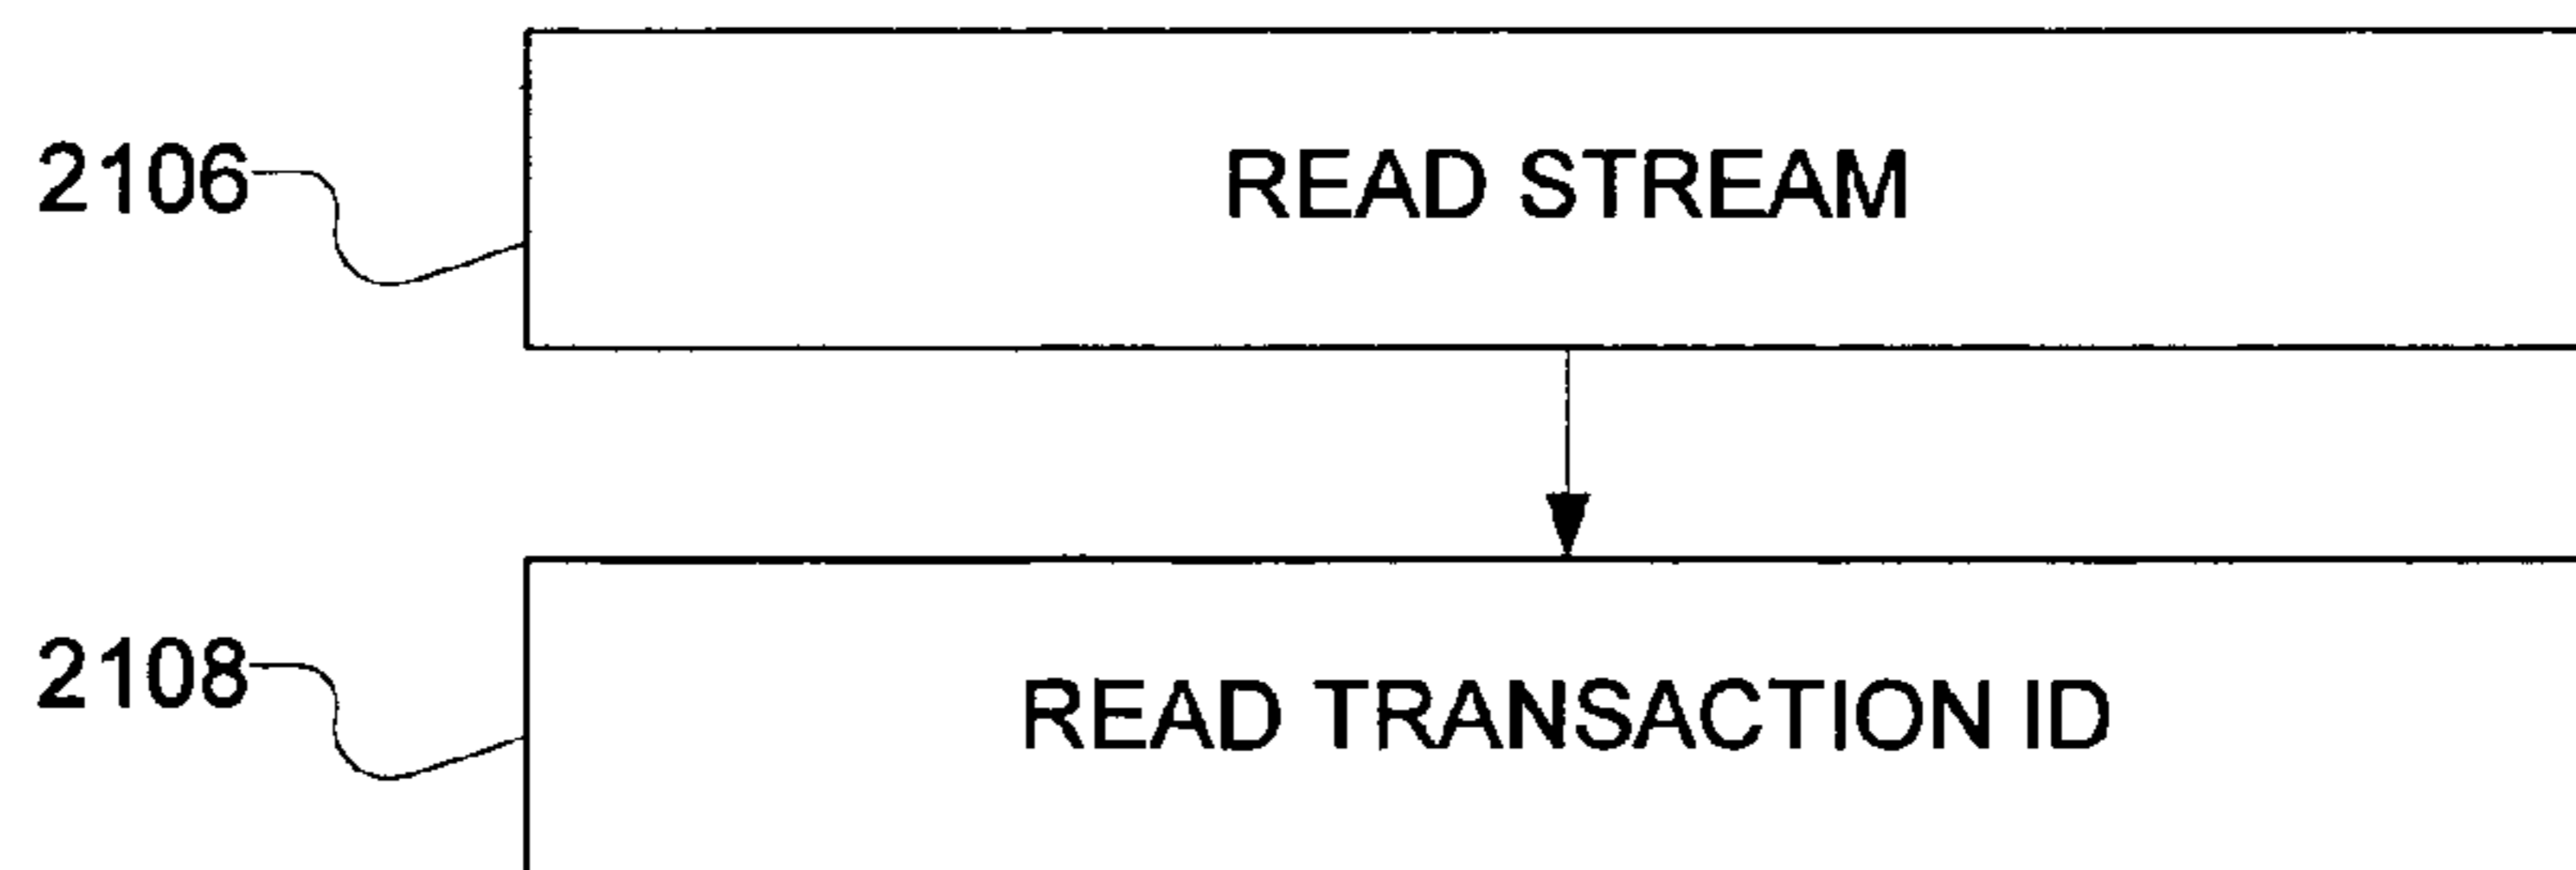 2106
READ STREAM
2108
READ TRANSACTION ID